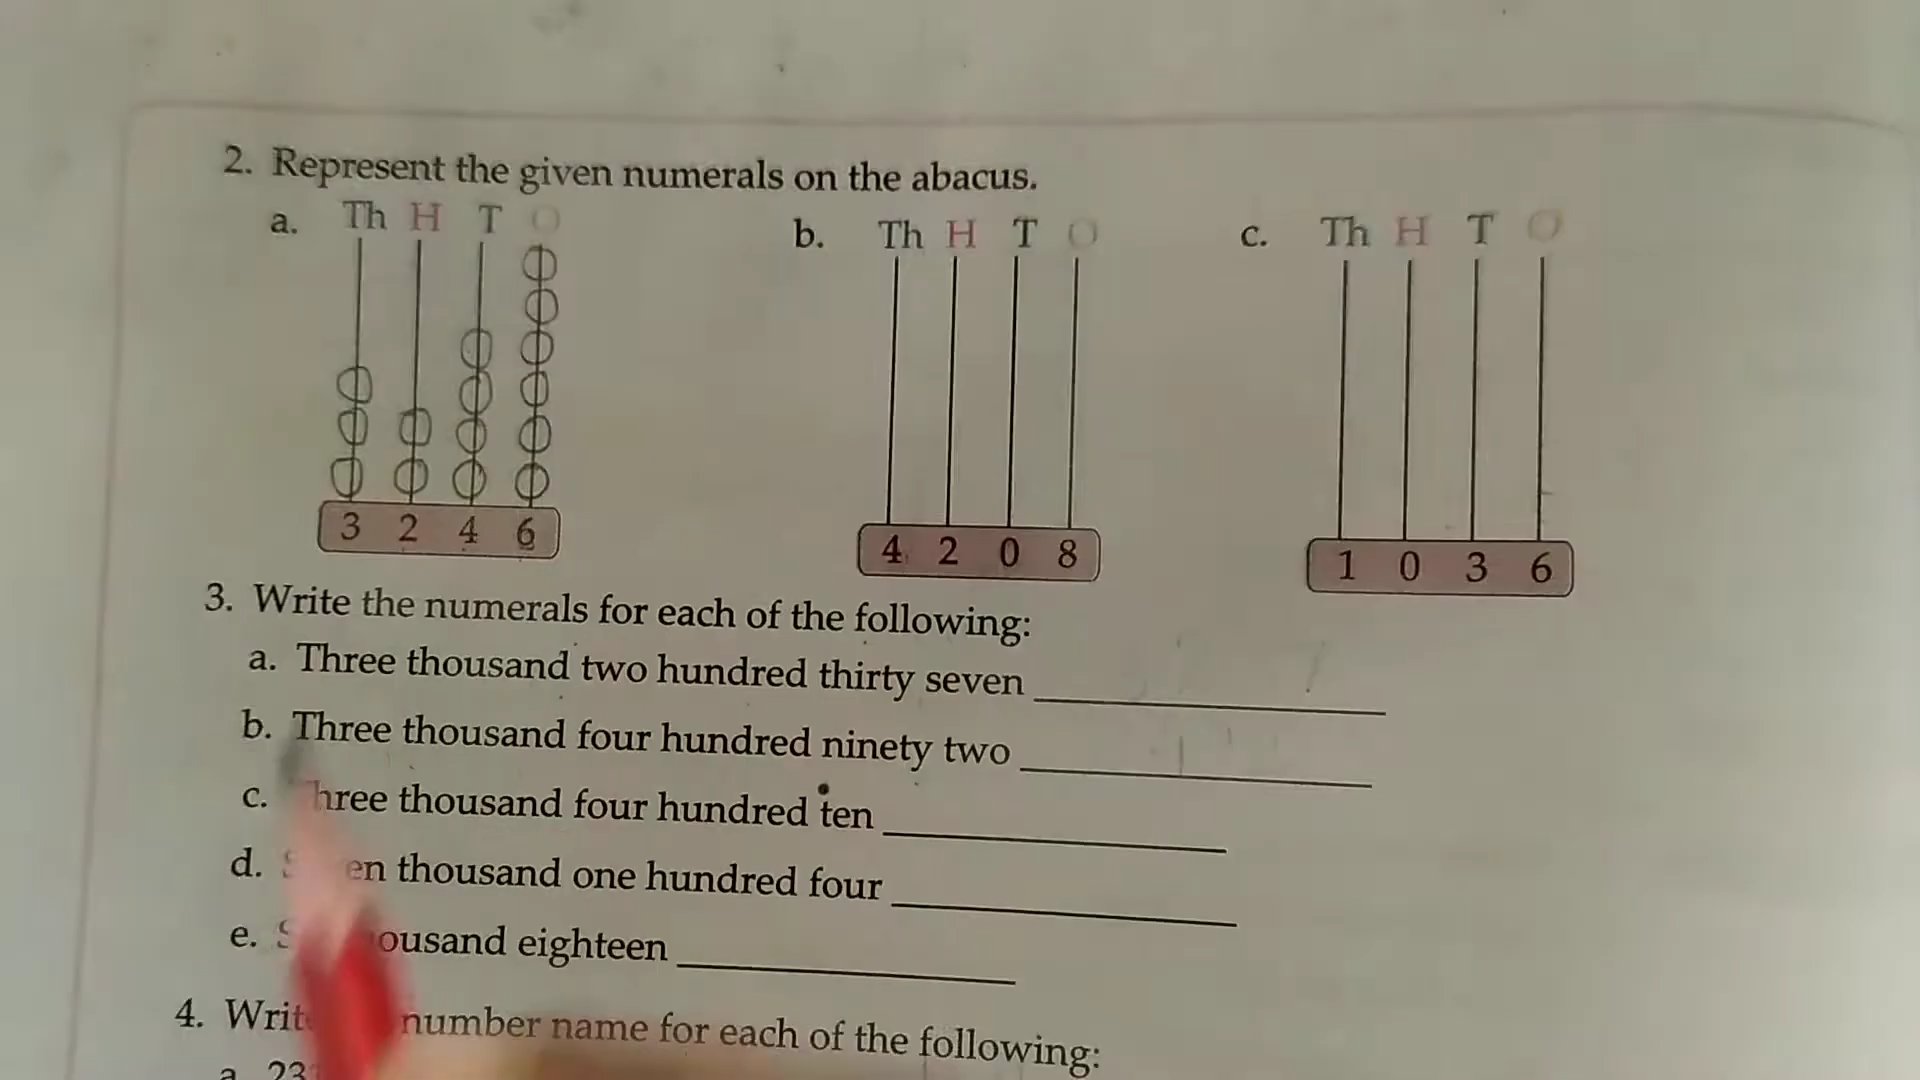 2. Represent the given numerals on the abacus.
a. Th H T O
b. Th H T O
c. Th H T O
3 2 4 6
4 2 0 8
1 0 3 6
3. Write the numerals for each of the following:
a. Three thousand two hundred thirty seven
b. Three thousand four hundred ninety two
c. hree thousand four hundred ten
d. en thousand one hundred four
e. ousand eighteen
4. number name for each of the following:
a 23